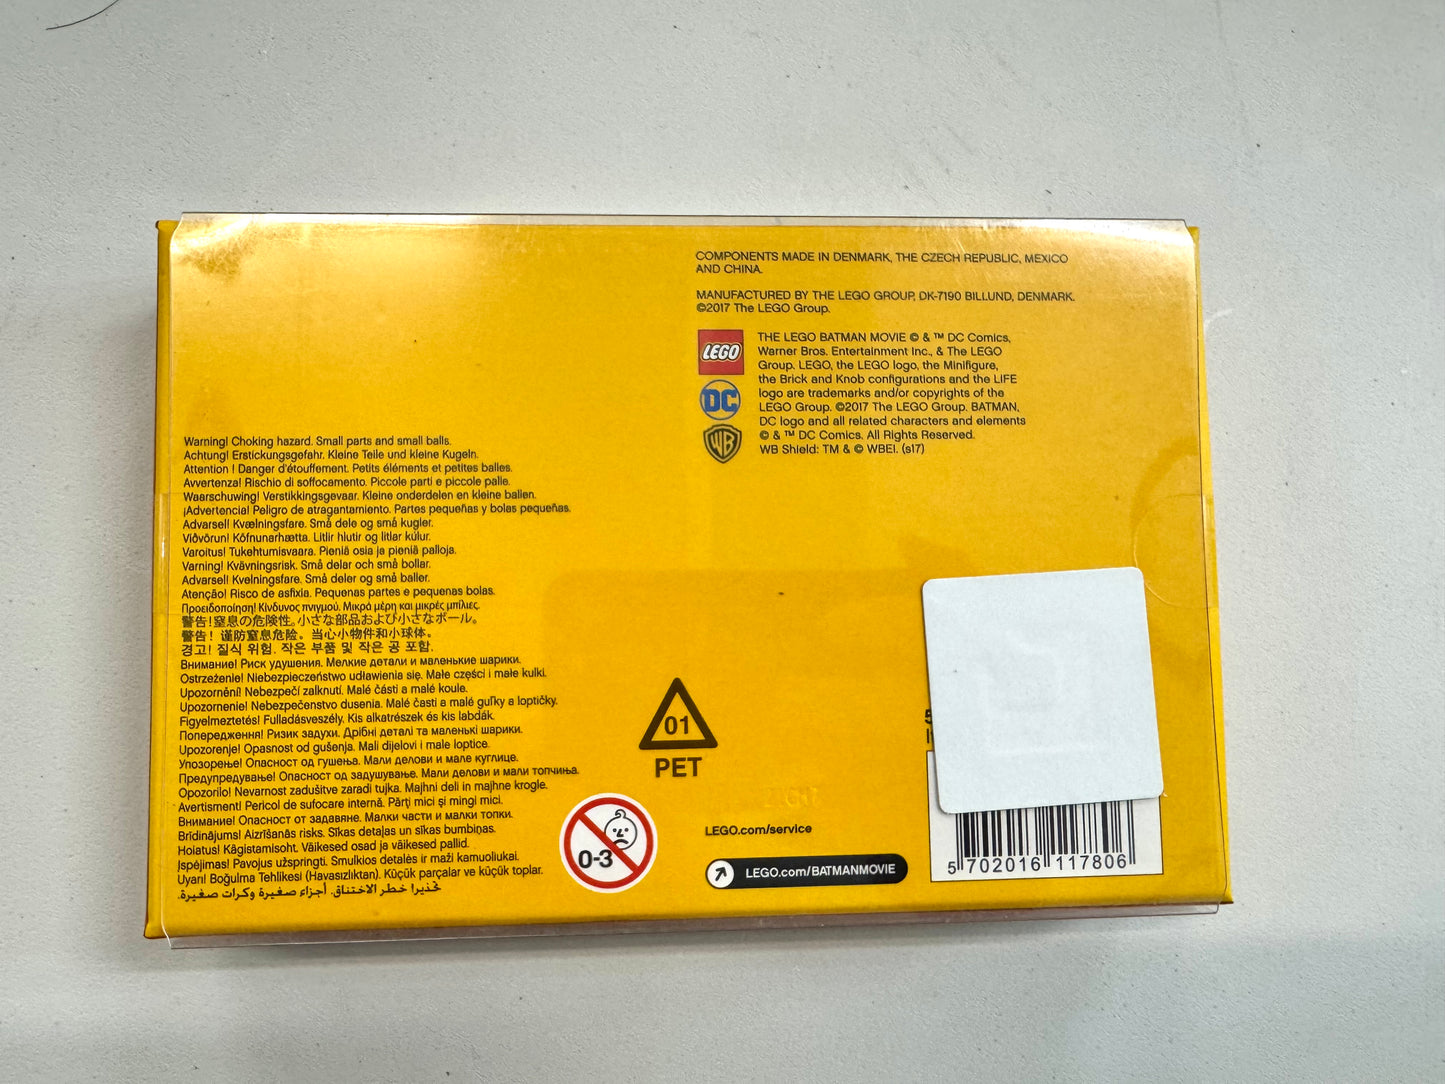 COMPONENTS MADE IN DENMARK, THE CZECH REPUBLIC, MEXICO
AND CHINA.
MANUFACTURED BY THE LEGO GROUP, DK-7190 BILLUND, DENMARK.
©2017 The LEGO Group.
LEGO
DC
WB
THE LEGO BATMAN MOVIE © & ™ DC Comics,
Warner Bros. Entertainment Inc., & The LEGO
Group. LEGO, the LEGO logo, the Minifigure,
the Brick and Knob configurations and the LIFE
logo are trademarks and/or copyrights of the
LEGO Group. ©2017 The LEGO Group. BATMAN,
DC logo and all related characters and elements
© & ™ DC Comics. All Rights Reserved.
WB Shield: TM & © WBEI. (s17)
Warning! Choking hazard. Small parts and small balls.
Achtung! Erstickungsgefahr. Kleine Teile und kleine Kugeln.
Attention ! Danger d'étouffement. Petits éléments et petites balles.
Avvertenza! Rischio di soffocamento. Piccole parti e piccole palle.
Waarschuwing! Verstikkingsgevaar. Kleine onderdelen en kleine ballen.
¡Advertencia! Peligro de atragantamiento. Partes pequeñas y bolas pequeñas.
Advarsel! Kvælningsfare. Små dele og små kugler.
Viðvörun! Köfnunarhætta. Litlir hlutir og litlar kúlur.
Varoitus! Tukehtumisvaara. Pieniä osia ja pieniä palloja.
Varning! Kvävningsrisk. Små delar och små bollar.
Advarsel! Kvelningsfare. Små deler og små baller.
Atenção! Risco de asfixia. Pequenas partes e pequenas bolas.
Προειδοποίηση! Κίνδυνος πνιγμού. Μικρά μέρη και μικρές μπίλιες.
警告!窒息の危険性。小さな部品および小さなボール。
警告! 谨防窒息危险。当心小物件和小球体。
경고! 질식 위험. 작은 부품 및 작은 공 포함.
Внимание! Риск удушения. Мелкие детали и маленькие шарики.
Ostrzeżenie! Niebezpieczeństwo udławienia się. Małe części i małe kulki.
Upozornění! Nebezpečí zalknutí. Malé části a malé koule.
Upozornenie! Nebezpečenstvo dusenia. Malé časti a malé guľky a loptičky.
Figyelmeztetés! Fulladásveszély. Kis alkatrészek és kis labdák.
Попередження! Ризик задухи. Дрібні деталі та маленькі шарики.
Upozorenje! Opasnost od gušenja. Mali dijelovi i male loptice.
Упозорење! Опасност од гушења. Мали делови и мале куглице.
Предупредување! Опасност од задушување. Мали делови и мали топчиња.
Opozorilo! Nevarnost zadušitve zaradi tujka. Majhni deli in majhne krogle.
Avertisment! Pericol de sufocare internă. Părţi mici şi mingi mici.
Внимание! Опасност от задавяне. Малки части и малки топки.
Brīdinājums! Aizrīšanās risks. Sīkas detaļas un sīkas bumbiņas.
Hoiatus! Kägistamisoht. Väikesed osad ja väikesed pallid.
Įspėjimas! Pavojus užspringti. Smulkios detalės ir maži kamuoliukai.
Uyarı! Boğulma Tehlikesi (Havasızlıktan). Küçük parçalar ve küçük toplar.
تحذير! خطر الاختناق. أجزاء صغيرة وكرات صغيرة.
0-3
01
PET
LEGO.com/service
LEGO.com/BATMANMOVIE
5 702016 117806